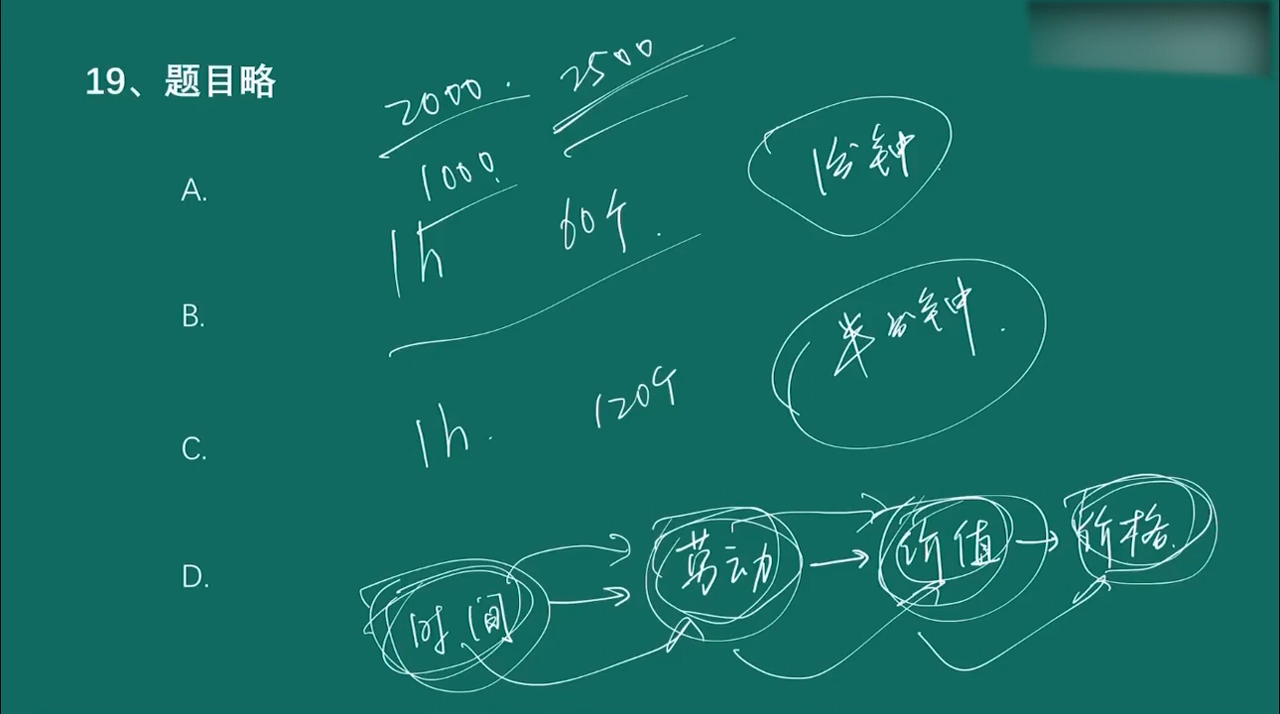 19、题目略
2000. 2500
A.
1000.
1分钟
1h 60个.
B.
半分钟.
C.
1h. 120个
D.
时间 → 劳动 → 价值 → 价格.